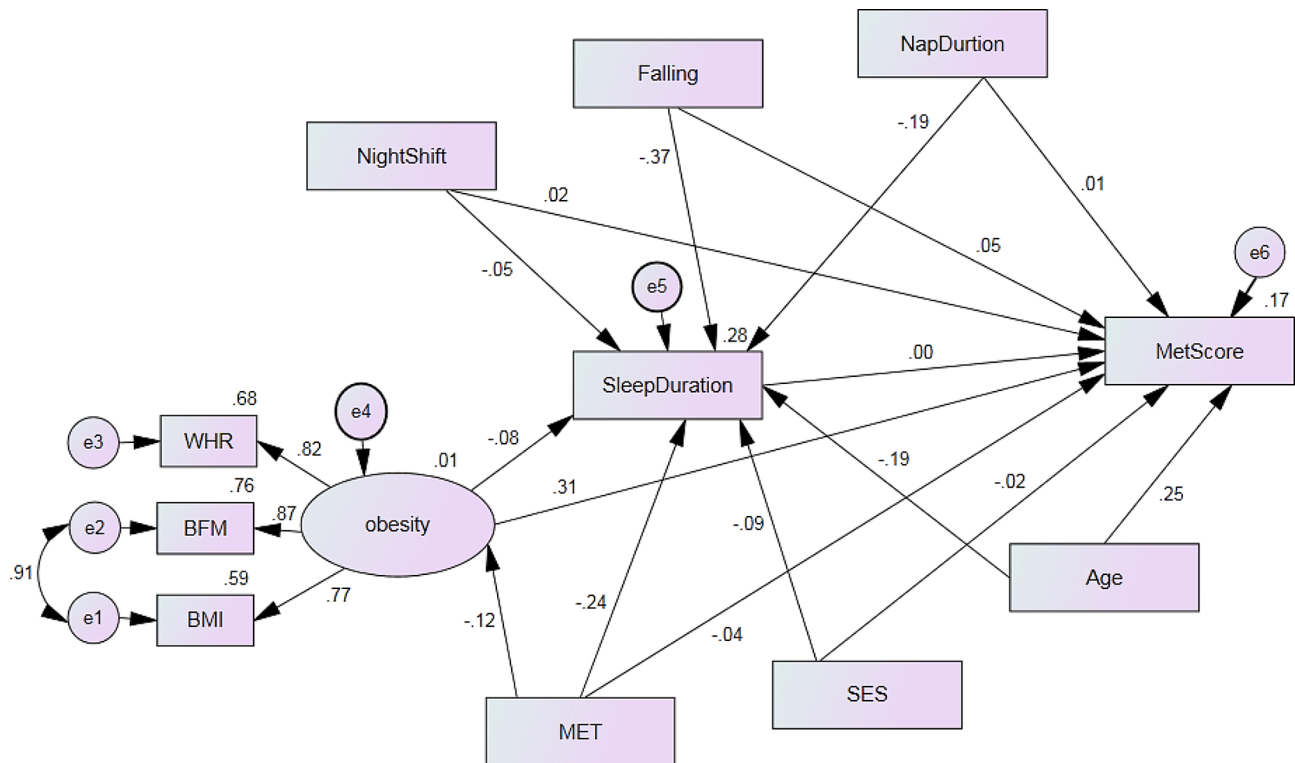 NapDurtion
Falling
-.19
-.37
NightShift
.02
.01
.05
e6
-.05
e5
.17
.28
MetScore
.00
SleepDuration
.68
e4
e3
WHR
-.08
.82
.01
-.19
.76
.31
-.02
.25
.87
e2
BFM
obesity
-.09
.91
.59
Age
.77
e1
BMI
-.24
-.12
-.04
SES
MET